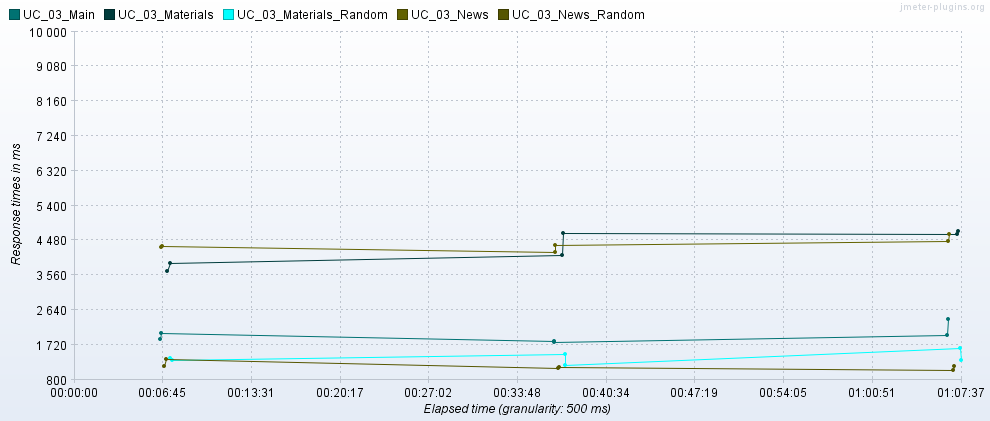 UC_03_Main UC_03_Materials UC_03_Materials_Random UC_03_News UC_03_News_Random
jmeter-plugins.org
10 000
9 080
8 160
7 240
6 320
5 400
4 480
3 560
2 640
1 720
800
Response times in ms
00:00:00 00:06:45 00:13:31 00:20:17 00:27:02 00:33:48 00:40:34 00:47:19 00:54:05 01:00:51 01:07:37
Elapsed time (granularity: 500 ms)